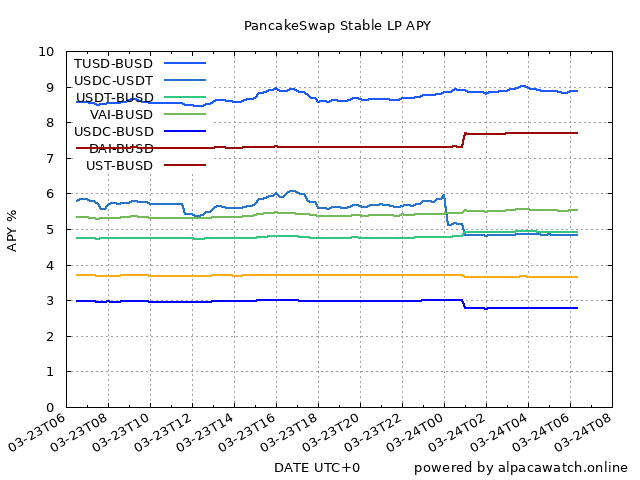 PancakeSwap Stable LP APY
10
9
8
7
6
5
4
3
2
1
0
APY %
TUSD-BUSD
USDC-USDT
USDT-BUSD
VAI-BUSD
USDC-BUSD
DAI-BUSD
UST-BUSD
03-23T06
03-23T08
03-23T10
03-23T12
03-23T14
03-23T16
03-23T18
03-23T20
03-23T22
03-24T00
03-24T02
03-24T04
03-24T06
03-24T08
DATE UTC+0
powered by alpacawatch.online